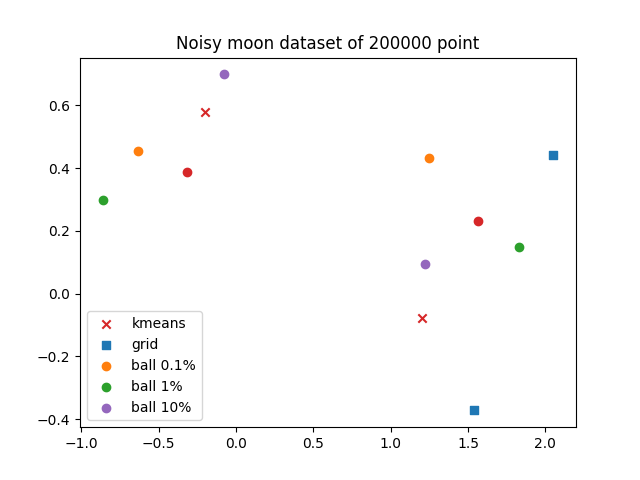 Noisy moon dataset of 200000 point
0.6
0.4
0.2
0.0
−0.2
−0.4
kmeans
grid
ball 0.1%
ball 1%
ball 10%
−1.0 −0.5 0.0 0.5 1.0 1.5 2.0